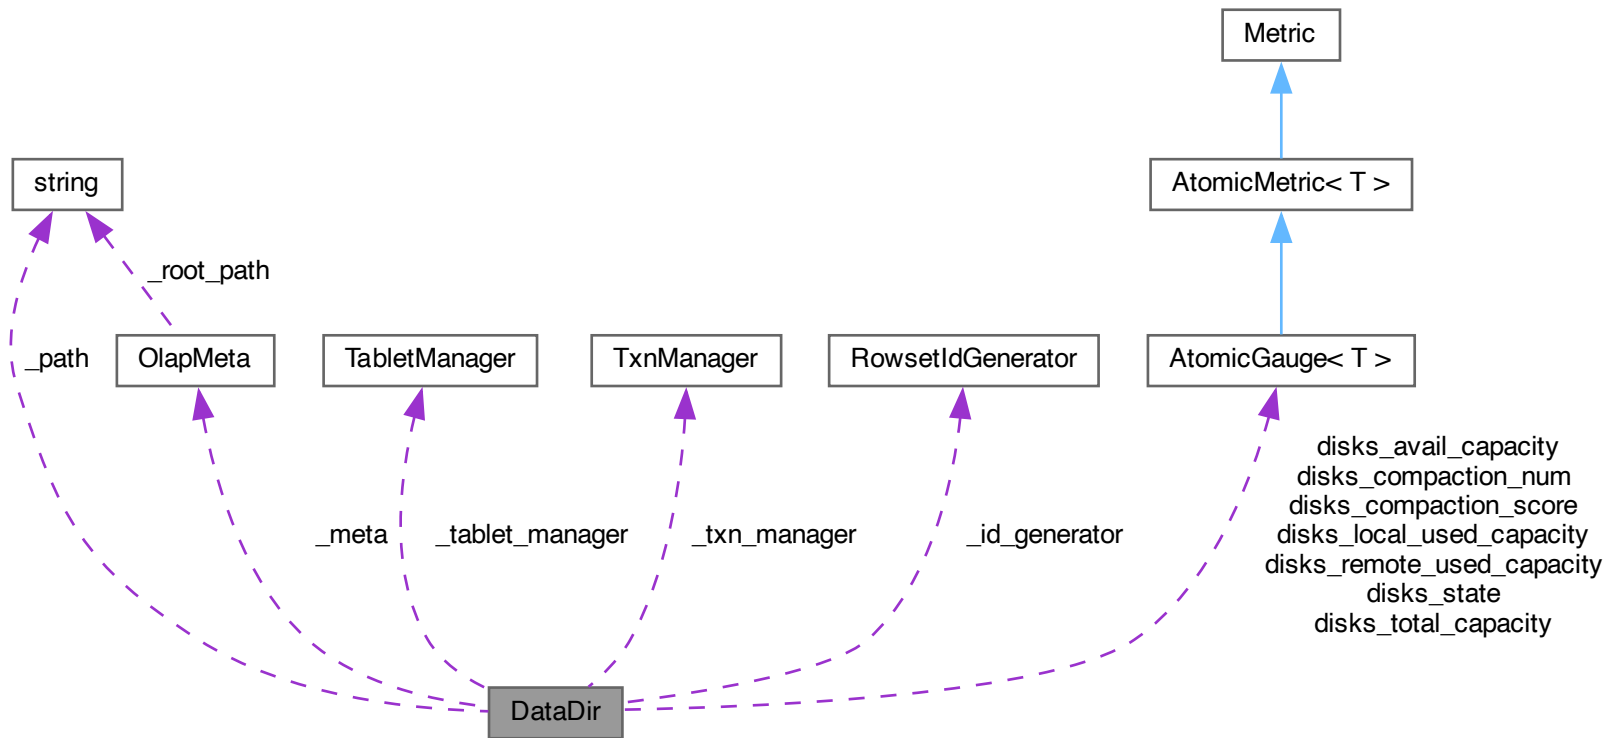 Metric
string
AtomicMetric< T >
_root_path
_path
OlapMeta
TabletManager
TxnManager
RowsetIdGenerator
AtomicGauge< T >
disks_avail_capacity
disks_compaction_num
disks_compaction_score
disks_local_used_capacity
disks_remote_used_capacity
disks_state
disks_total_capacity
_meta
_tablet_manager
_txn_manager
_id_generator
DataDir